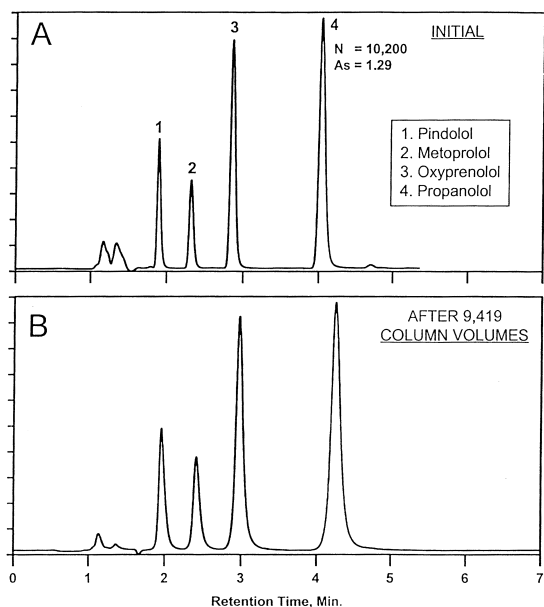 A
INITIAL
3
4
N = 10,200
As = 1.29
1
2
1. Pindolol
2. Metoprolol
3. Oxyprenolol
4. Propanolol
B
AFTER 9,419
COLUMN VOLUMES
0 1 2 3 4 5 6 7
Retention Time, Min.